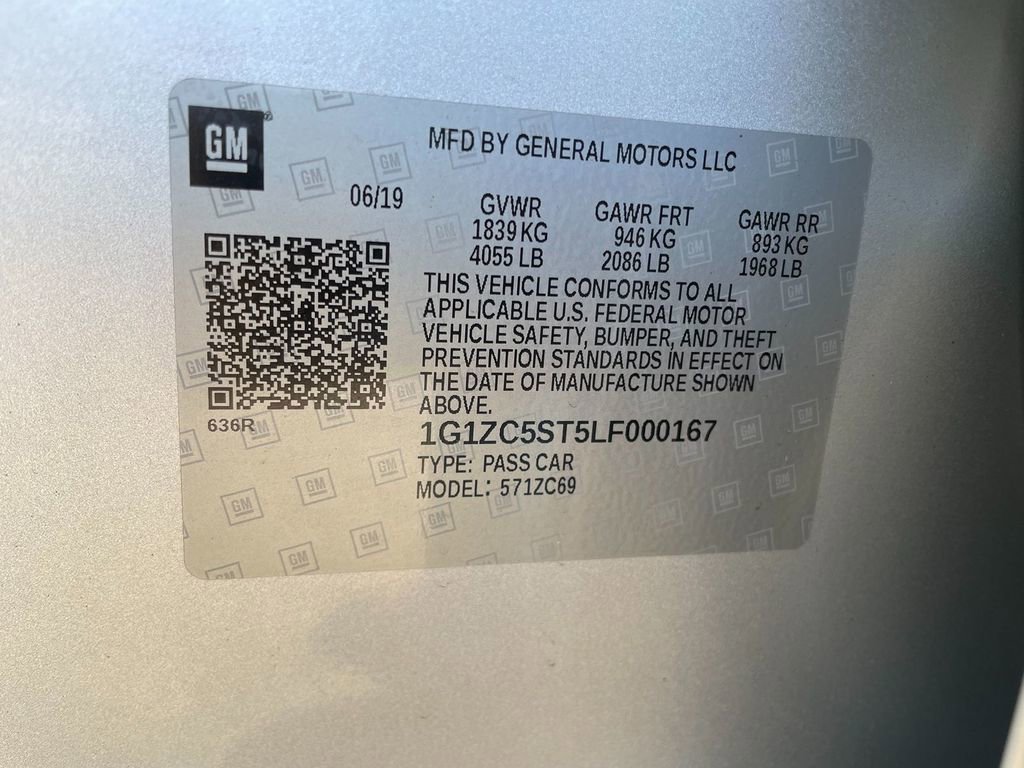 GM
MFD BY GENERAL MOTORS LLC
06/19
GVWR GAWR FRT GAWR RR
1839 KG 946 KG 893 KG
4055 LB 2086 LB 1968 LB
THIS VEHICLE CONFORMS TO ALL
APPLICABLE U.S. FEDERAL MOTOR
VEHICLE SAFETY, BUMPER, AND THEFT
PREVENTION STANDARDS IN EFFECT ON
THE DATE OF MANUFACTURE SHOWN
ABOVE.
636R
1G1ZC5ST5LF000167
TYPE: PASS CAR
MODEL: 571ZC69